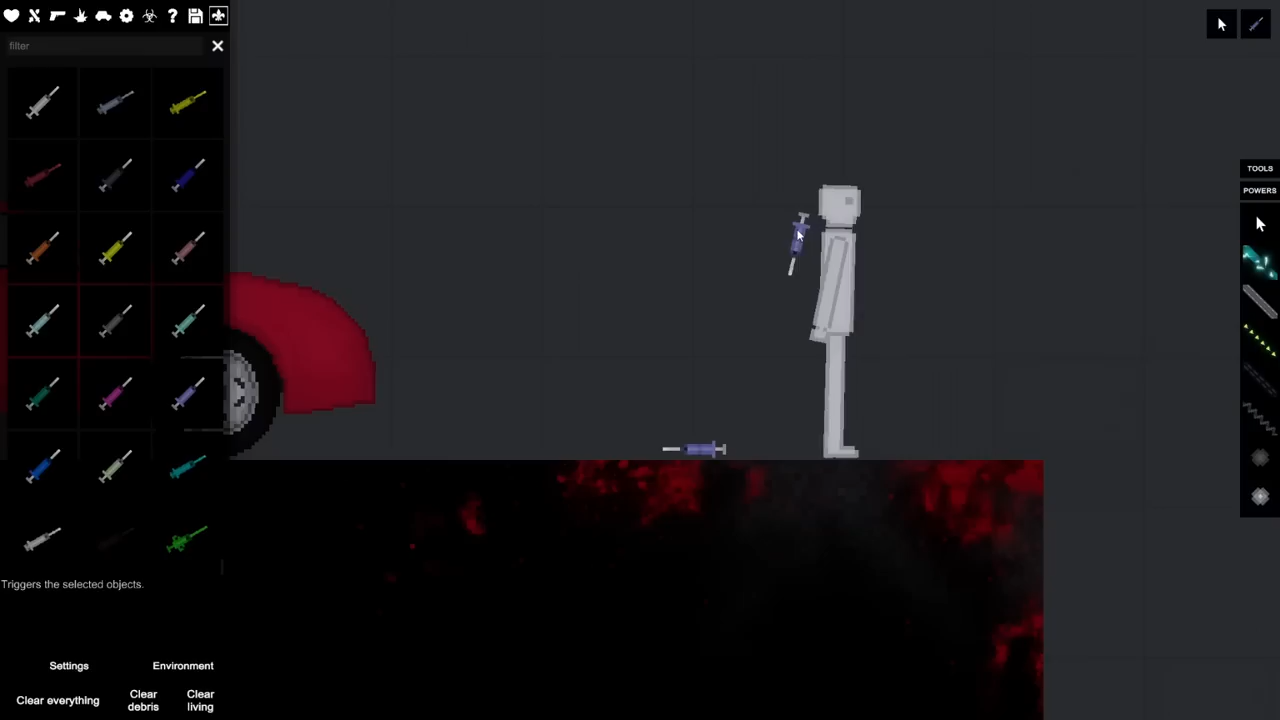 filter
TOOLS
POWERS
Triggers the selected objects.
Settings
Environment
Clear everything
Clear
debris
Clear
living